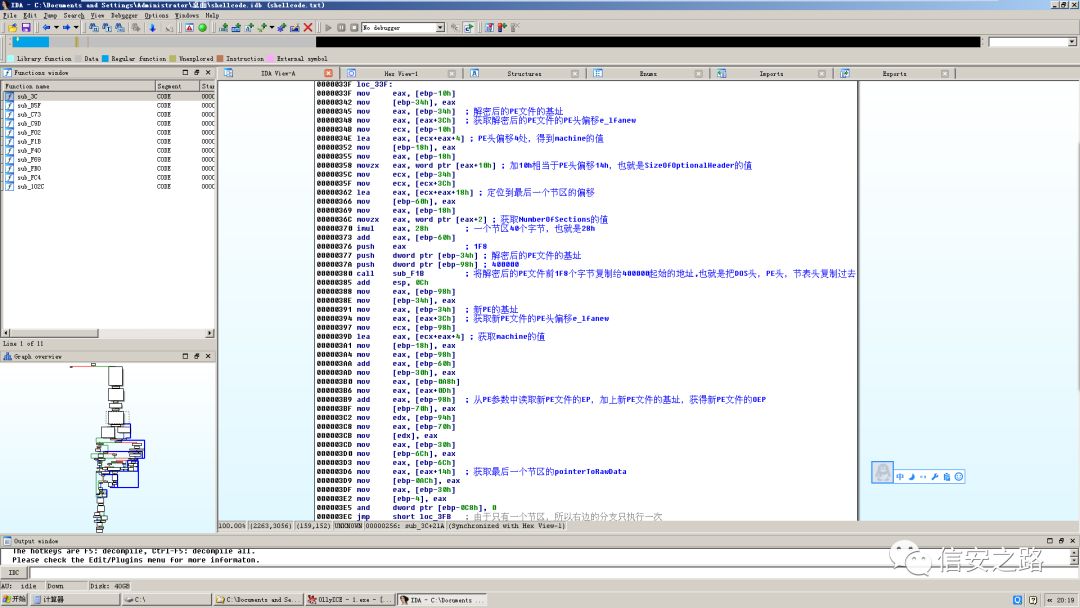 IDA - C:\Documents and Settings\Administrator\桌面\shellcode.idb (shellcode.txt)
File Edit Jump Search View Debugger Options Windows Help
No debugger
Library function Data Regular function Unexplored Instruction External symbol
Functions window
IDA View-A Hex View-1 Structures Enums Imports Exports
Function name Segment Star
sub_3C CODE 0000
sub_B5F CODE 0000
sub_C73 CODE 0000
sub_C9D CODE 0000
sub_F02 CODE 0000
sub_F1B CODE 0000
sub_F4D CODE 0000
CODE 0000
CODE 0000
sub_FC4 CODE 0000
sub_102C CODE 0000
Line 1 of 11
Graph overview
0000033F loc_33F:
0000033F mov eax, [ebp-10h]
00000342 mov [ebp-34h], eax
00000345 mov eax, [ebp-34h] ; 解密后的PE文件的基址
00000348 mov eax, [eax+3Ch] ; 获取解密后的PE文件的PE头偏移e_lfanew
0000034B mov ecx, [ebp-10h]
0000034E lea eax, [ecx+eax+4] ; PE头偏移4处，得到machine的值
00000352 mov [ebp-18h], eax
00000355 mov eax, [ebp-18h]
00000358 movzx eax, word ptr [eax+10h] ; 加10h相当于PE头偏移14h，也就是SizeOfOptionalHeader的值
0000035C mov ecx, [ebp-34h]
0000035F mov ecx, [ecx+3Ch]
00000362 lea eax, [ecx+eax+18h] ; 定位到最后一个节区的偏移
00000366 mov [ebp-60h], eax
00000369 mov eax, [ebp-18h]
0000036C movzx eax, word ptr [eax+2] ; 获取NumberOfSections的值
00000370 imul eax, 28h ; 一个节区40个字节，也就是28h
00000373 add eax, [ebp-60h]
00000376 push eax ; 1F8
00000377 push dword ptr [ebp-34h] ; 解密后的PE文件的基址
0000037A push dword ptr [ebp-98h] ; 400000
00000380 call sub_F1B ; 将解密后的PE文件前1F8个字节复制给400000起始的地址,也就是把DOS头，PE头，节表头复制过去
00000385 add esp, 0Ch
00000388 mov eax, [ebp-98h]
0000038E mov [ebp-34h], eax
00000391 mov eax, [ebp-34h] ; 新PE的基址
00000394 mov eax, [eax+3Ch] ; 获取新PE文件的PE头偏移e_lfanew
00000397 mov ecx, [ebp-98h]
0000039D lea eax, [ecx+eax+4] ; 获取machine的值
000003A1 mov [ebp-18h], eax
000003A4 mov eax, [ebp-98h]
000003AA add eax, [ebp-60h]
000003AD mov [ebp-30h], eax
000003B0 mov eax, [ebp-0A8h]
000003B6 mov eax, [eax+0Dh]
000003B9 add eax, [ebp-98h] ; 从PE参数中读取新PE文件的EP，加上新PE文件的基址，获得新PE文件的OEP
000003BF mov [ebp-70h], eax
000003C2 mov edx, [ebp-94h]
000003C8 mov eax, [ebp-70h]
000003CB mov [edx], eax
000003CD mov eax, [ebp-30h]
000003D0 mov [ebp-6Ch], eax
000003D3 mov eax, [ebp-6Ch]
000003D6 mov eax, [eax+14h] ; 获取最后一个节区的pointerToRawData
000003D9 mov [ebp-0ACh], eax
000003DF mov eax, [ebp-30h]
000003E2 mov [ebp-4], eax
000003E5 and dword ptr [ebp-0C8h], 0
000003EC jmp short loc_3FB ; 由于只有一个节区，所以右边的分支只执行一次
100.00% (2263,3056) (159,152) UNKNOWN 00000256: sub_3C+21A (Synchronized with Hex View-1)
中
Output window
The hotkeys are F5: decompile, Ctrl-F5: decompile all.
Please check the Edit/Plugins menu for more informaton.
IDC
AU: idle Down Disk: 40GB
信安之路
开始 计算器 C:\ C:\Documents and Se... OllyICE - 1.exe - [... IDA - C:\Documents ... 20:19